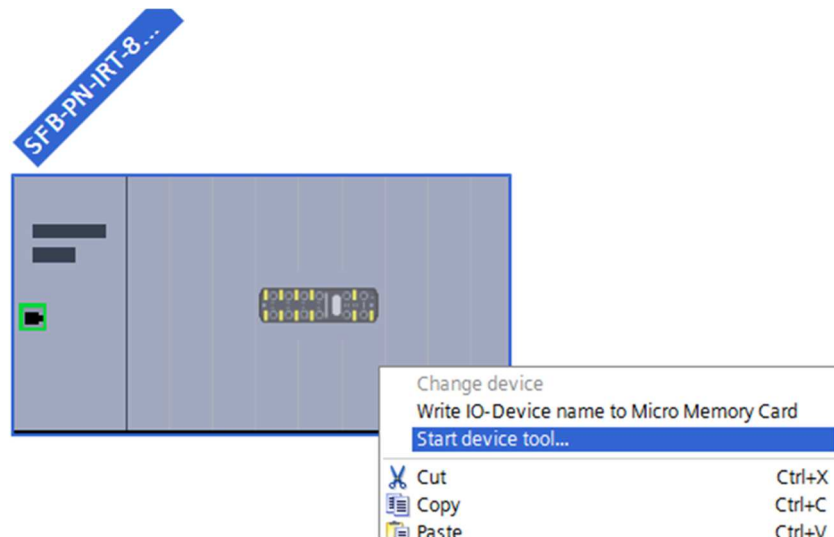 SFB-PN-IRT-8...
Change device
Write IO-Device name to Micro Memory Card
Start device tool...
Cut Ctrl+X
Copy Ctrl+C
Paste Ctrl+V